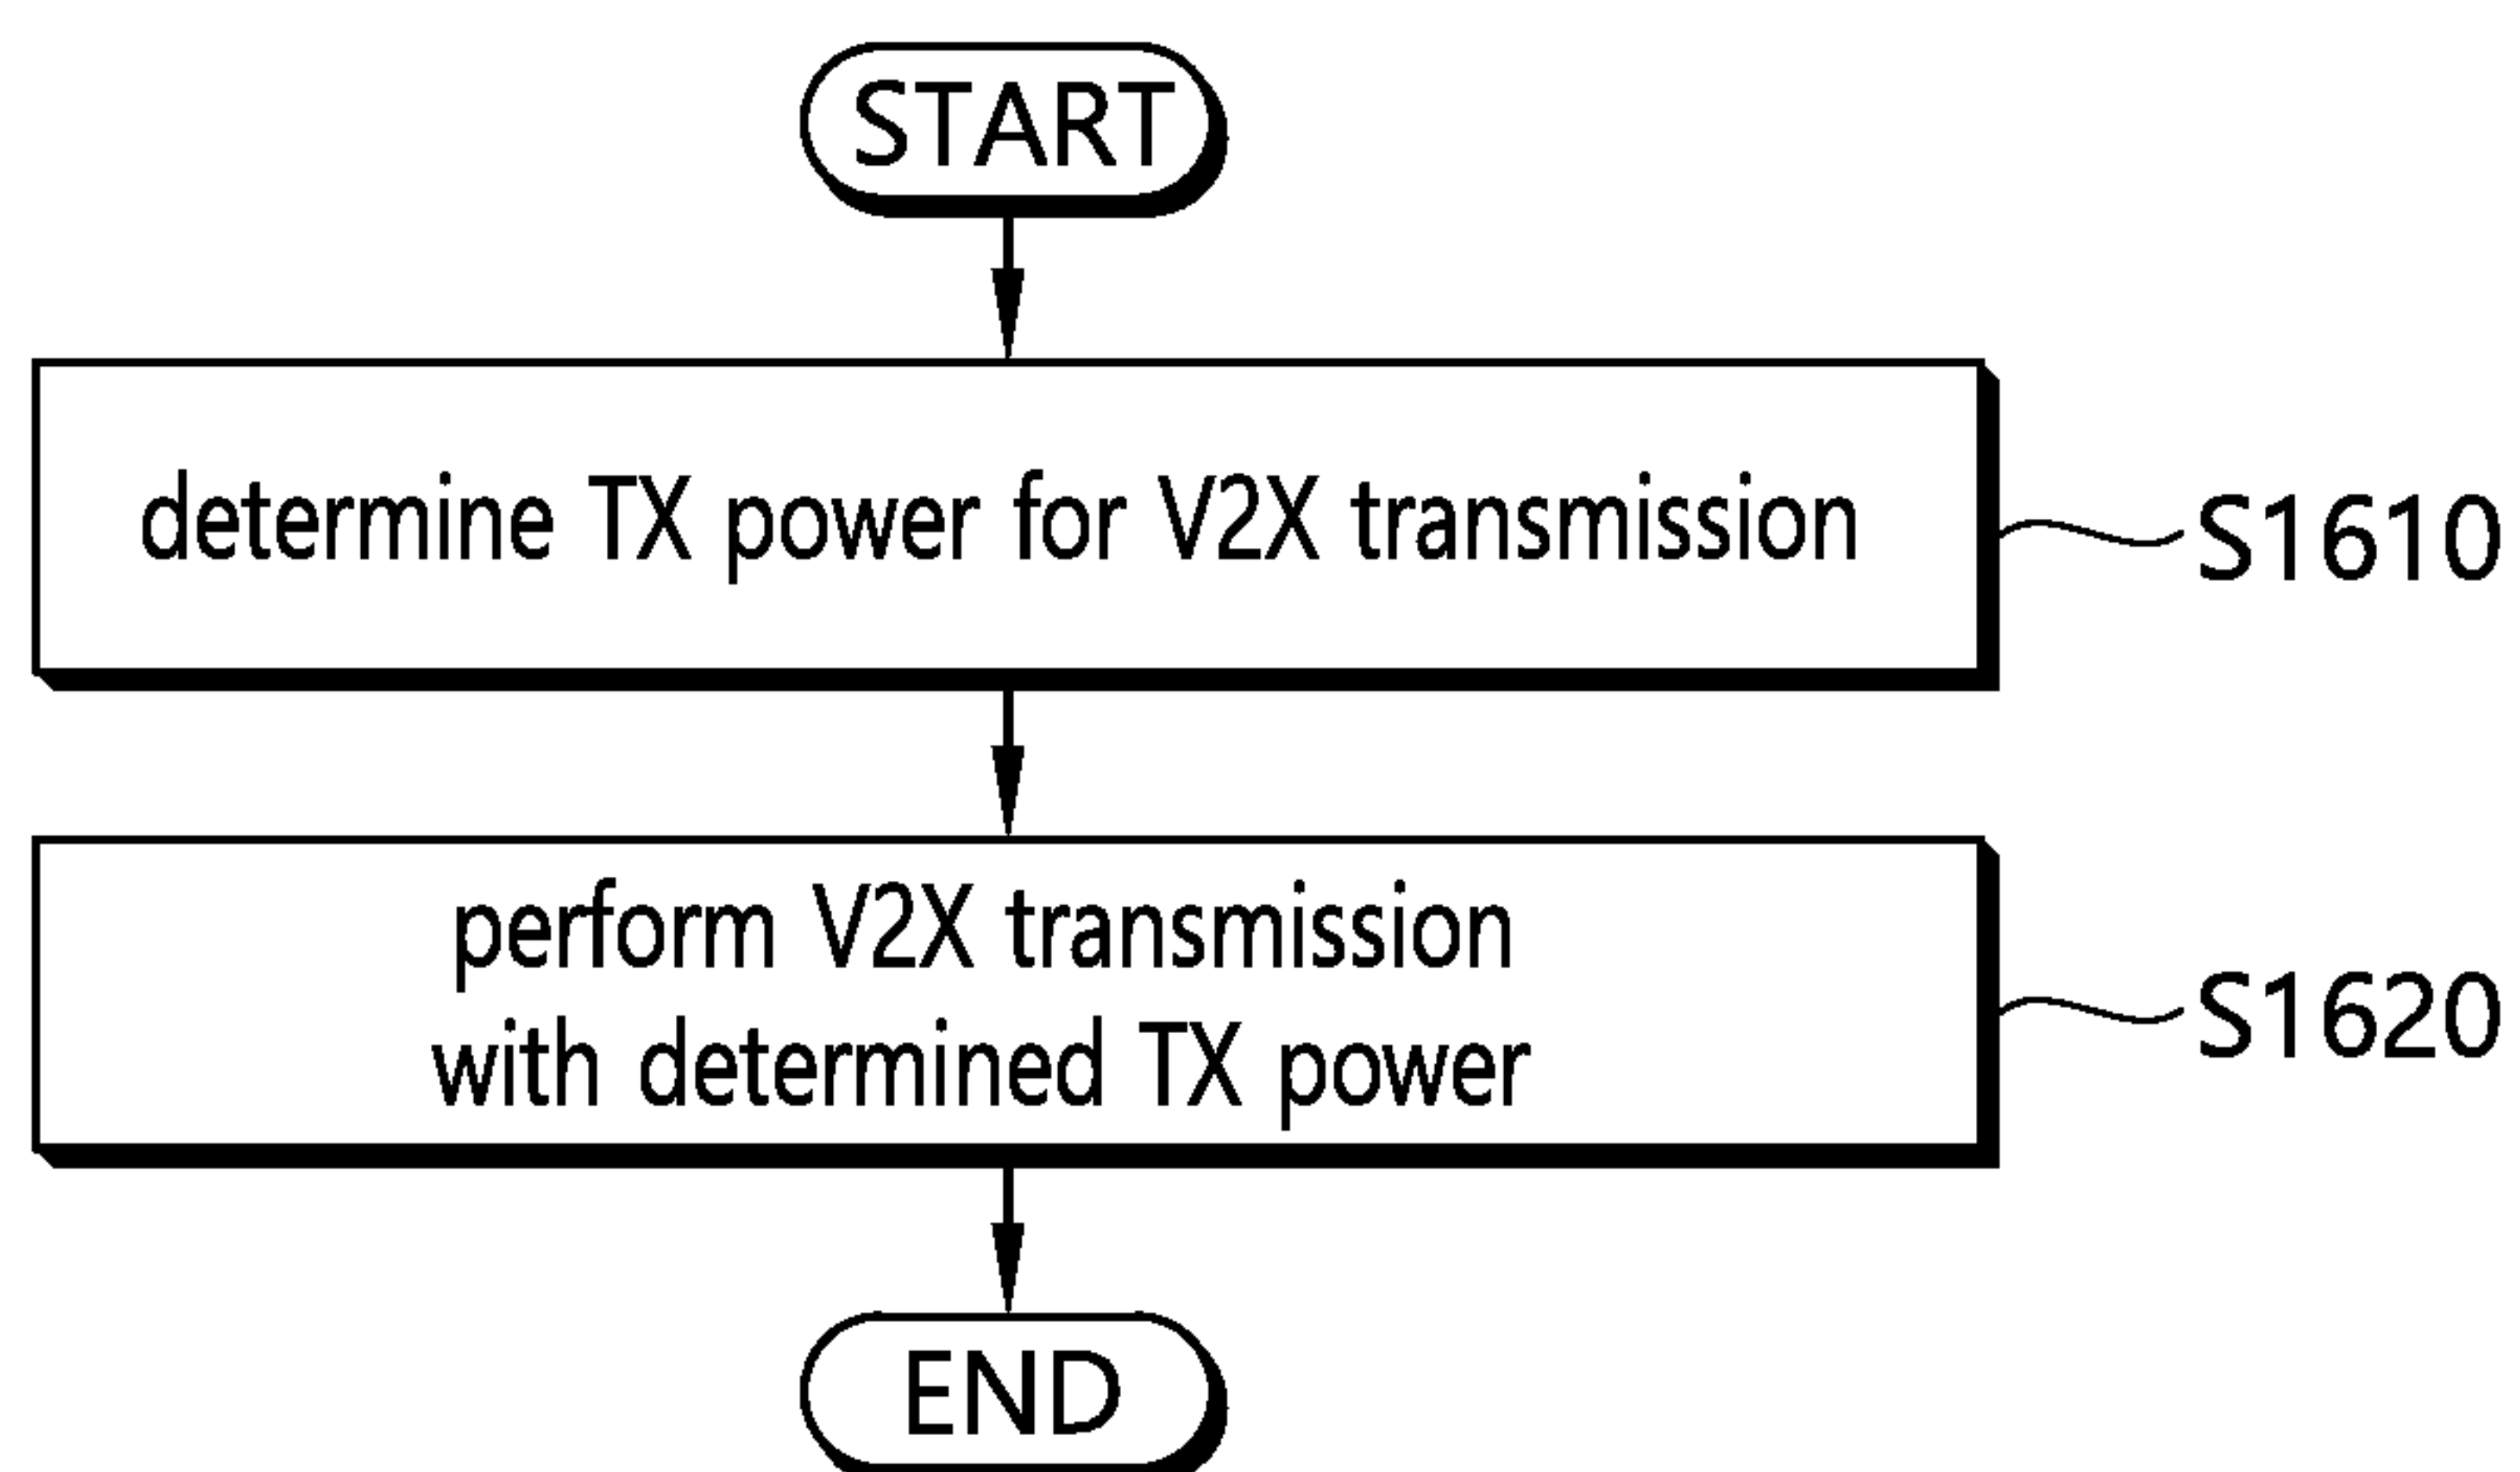 START
determine TX power for V2X transmission
S1610
perform V2X transmission
with determined TX power
S1620
END